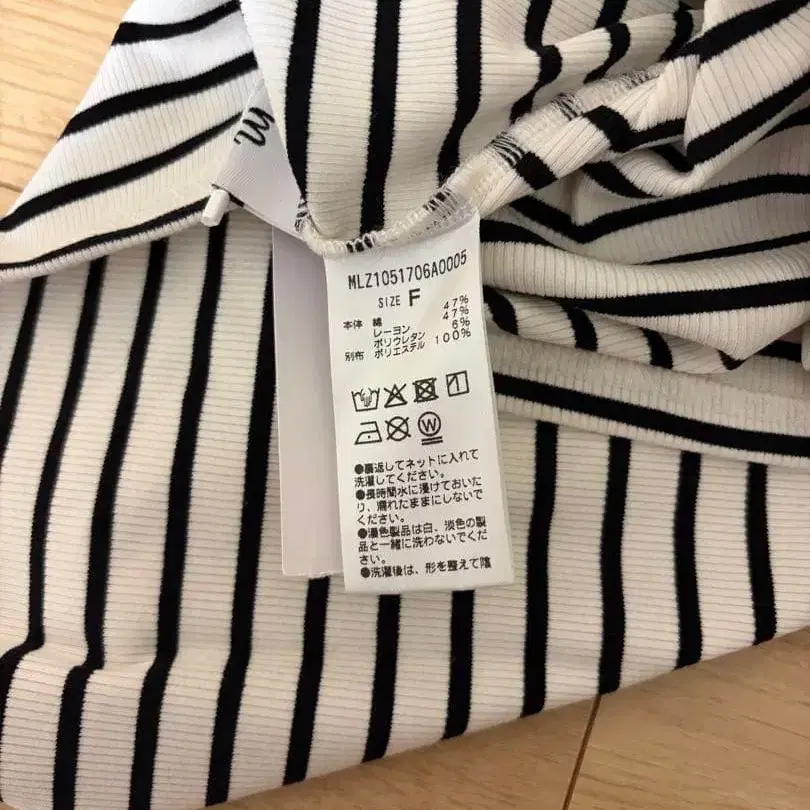 m
MLZ1051706A0005
SIZE F
本体 綿 47%
レーヨン 47%
ポリウレタン 6%
別布 ポリエステル 100%
W
●裏返してネットに入れて
洗濯してください。
●長時間水に浸けておいた
り、濡れたままにしないで
ください。
●濃色製品は白、淡色の製
品と一緒に洗わないでくだ
さい。
●洗濯後は、形を整えて陰